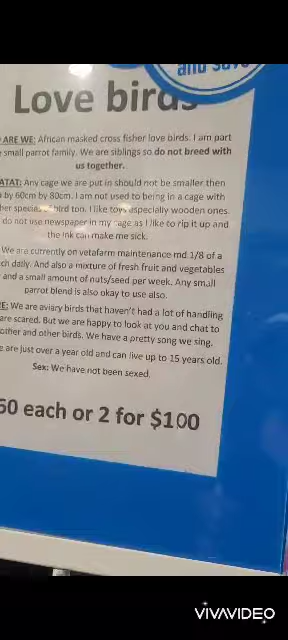 and save
Love birds
ARE WE: African masked cross fisher love birds. I am part
small parrot family. We are siblings so do not breed with
us together.
ATAT: Any cage we are put in should not be smaller then
by 60cm by 80cm. I am not used to being in a cage with
her species bird too. I like toys especially wooden ones.
do not use newspaper in my cage as I like to rip it up and
the ink can make me sick.
We are currently on vetafarm maintenance md 1/8 of a
ch daily. And also a mixture of fresh fruit and vegetables
and a small amount of nuts/seed per week. Any small
parrot blend is also okay to use also.
E: We are aviary birds that haven't had a lot of handling
are scared. But we are happy to look at you and chat to
other and other birds. We have a pretty song we sing.
e are just over a year old and can live up to 15 years old.
Sex: We have not been sexed.
50 each or 2 for $100
VIVAVIDEO